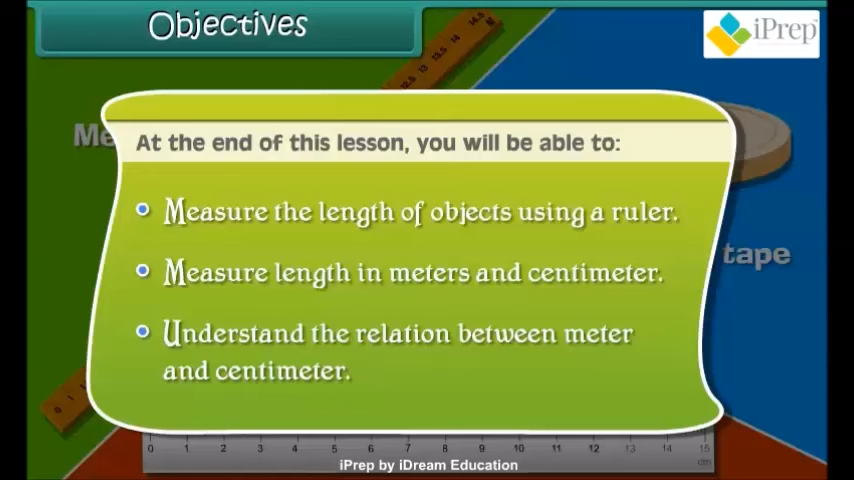 Objectives
iPrep
Me
At the end of this lesson, you will be able to:
Measure the length of objects using a ruler.
tape
Measure length in meters and centimeter.
Understand the relation between meter
and centimeter.
0 1 2 3 4 5 6 7 8 9 10 11 12 13 14 15
cm
iPrep by iDream Education